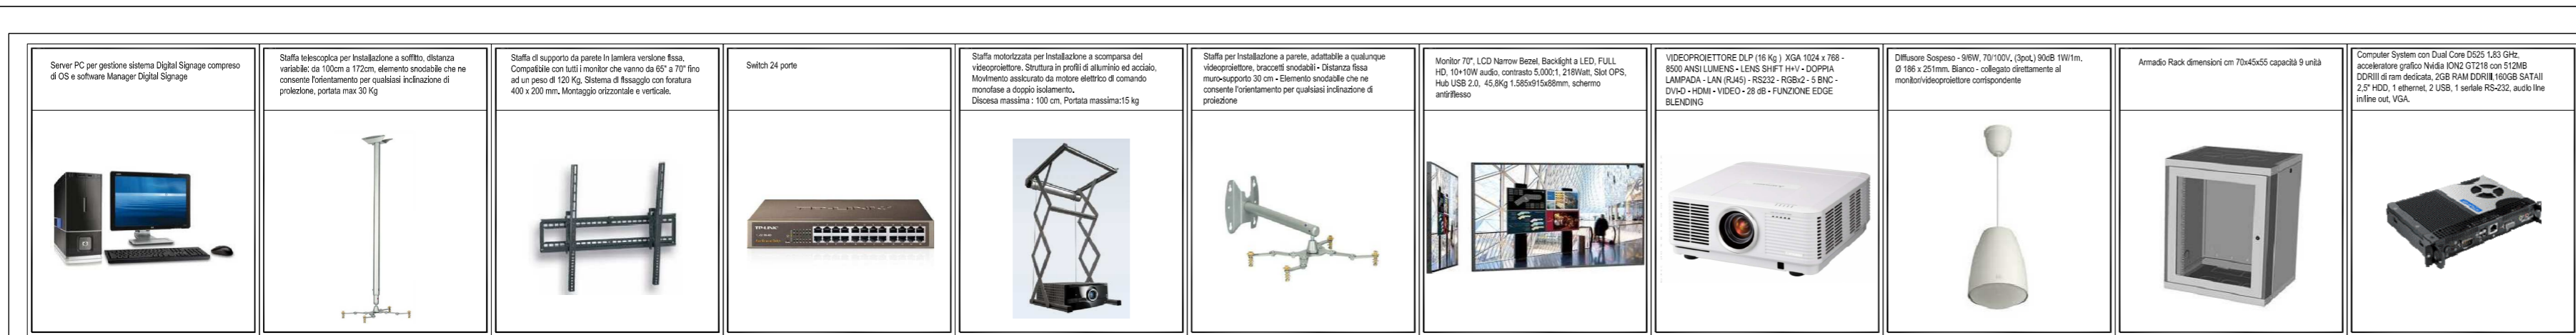 Server PC per gestione sistema Digital Signage compreso
di OS e software Manager Digital Signage
Staffa telescopica per Installazione a soffitto, distanza
variabile: da 100cm a 172cm, elemento snodabile che ne
consente l'orientamento per qualsiasi inclinazione di
proiezione, portata max 30 Kg
Staffa di supporto da parete In lamiera versione fissa.
Compatibile con tutti i monitor che vanno da 65" a 70" fino
ad un peso di 120 Kg. Sistema di fissaggio con foratura
400 x 200 mm. Montaggio orizzontale e verticale.
Switch 24 porte
TP-LINK
Staffa motorizzata per Installazione a scomparsa del
videoproiettore. Struttura in profili di alluminio ed acciaio.
Movimento assicurato da motore elettrico di comando
monofase a doppio isolamento.
Discesa massima : 100 cm, Portata massima:15 kg
Staffa per Installazione a parete, adattabile a qualunque
videoproiettore, braccetti snodabili - Distanza fissa
muro-supporto 30 cm - Elemento snodabile che ne
consente l'orientamento per qualsiasi inclinazione di
proiezione
Monitor 70", LCD Narrow Bezel, Backlight a LED, FULL
HD, 10+10W audio, contrasto 5,000:1, 218Watt, Slot OPS,
Hub USB 2.0, 45,8Kg 1.585x915x88mm, schermo
antiriflesso
VIDEOPROIETTORE DLP (16 Kg ) XGA 1024 x 768 -
8500 ANSI LUMENS - LENS SHIFT H+V - DOPPIA
LAMPADA - LAN (RJ45) - RS232 - RGBx2 - 5 BNC -
DVI-D - HDMI - VIDEO - 28 dB - FUNZIONE EDGE
BLENDING
Diffusore Sospeso - 9/6W, 70/100V, (3pot.) 90dB 1W/1m,
Ø 186 x 251mm. Bianco - collegato direttamente al
monitor/videoproiettore corrispondente
Armadio Rack dimensioni cm 70x45x55 capacità 9 unità
Computer System con Dual Core D525 1,83 GHz,
acceleratore grafico Nvidia ION2 GT218 con 512MB
DDRIII di ram dedicata, 2GB RAM DDRIII,160GB SATAII
2,5" HDD, 1 ethernet, 2 USB, 1 seriale RS-232, audio line
in/line out, VGA.